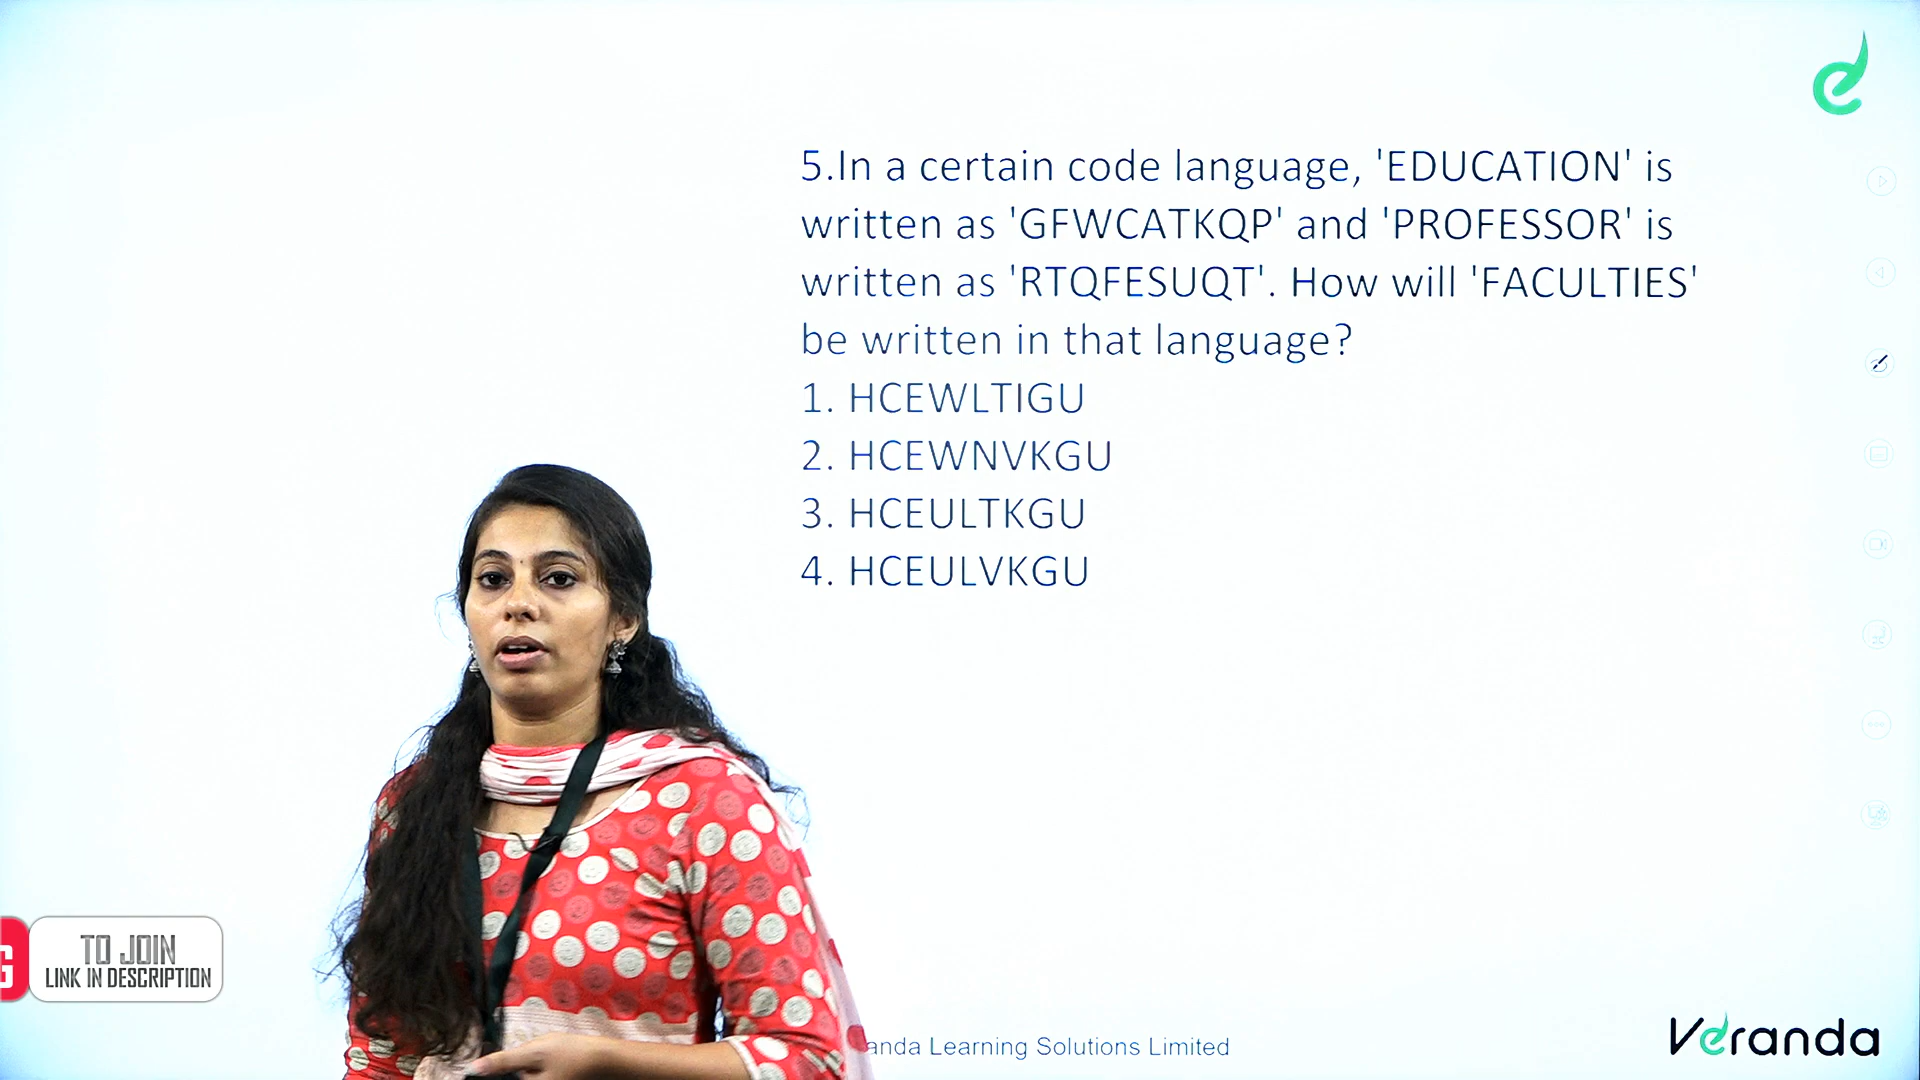 5.In a certain code language, 'EDUCATION' is
written as 'GFWCATKQP' and 'PROFESSOR' is
written as 'RTQFESUQT'. How will 'FACULTIES'
be written in that language?
1. HCEWLTIGU
2. HCEWNVKGU
3. HCEULTKGU
4. HCEULVKGU
G
TO JOIN
LINK IN DESCRIPTION
anda Learning Solutions Limited
Veranda